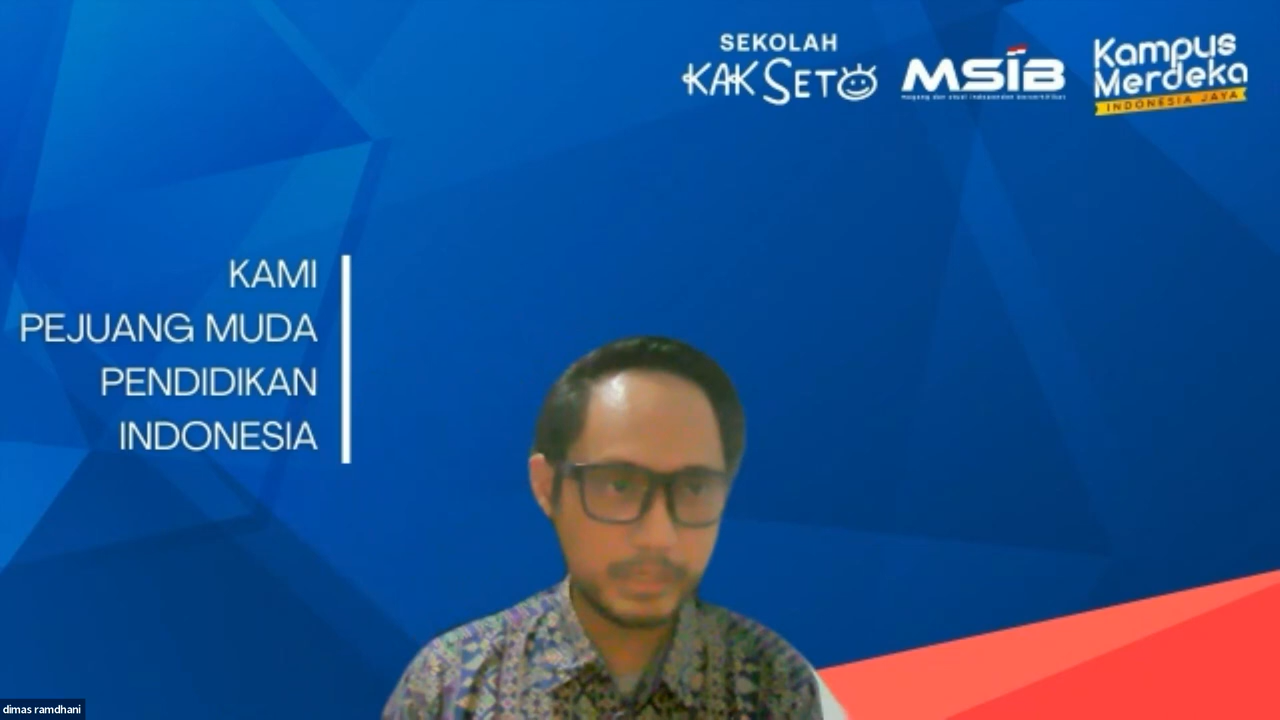 SEKOLAH
KAK SETO
MSIB
Kampus
Merdeka
INDONESIA JAYA
KAMI
PEJUANG MUDA
PENDIDIKAN
INDONESIA
dimas ramdhani